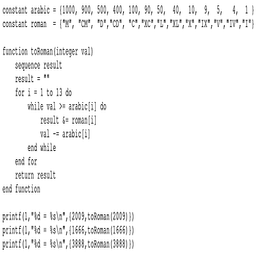 constant arabic = {1000, 900, 500, 400, 100, 90, 50, 40, 10, 9, 5, 4, 1 }
constant roman = {"M", "CM", "D","CD", "C","XC","L","XL","X","IX","V","IV","I"}
function toRoman(integer val)
sequence result
result = ""
for i = 1 to 13 do
while val >= arabic[i] do
result &= roman[i]
val -= arabic[i]
end while
end for
return result
end function
printf(1,"%d = %s\n",{2009,toRoman(2009)})
printf(1,"%d = %s\n",{1666,toRoman(1666)})
printf(1,"%d = %s\n",{3888,toRoman(3888)})